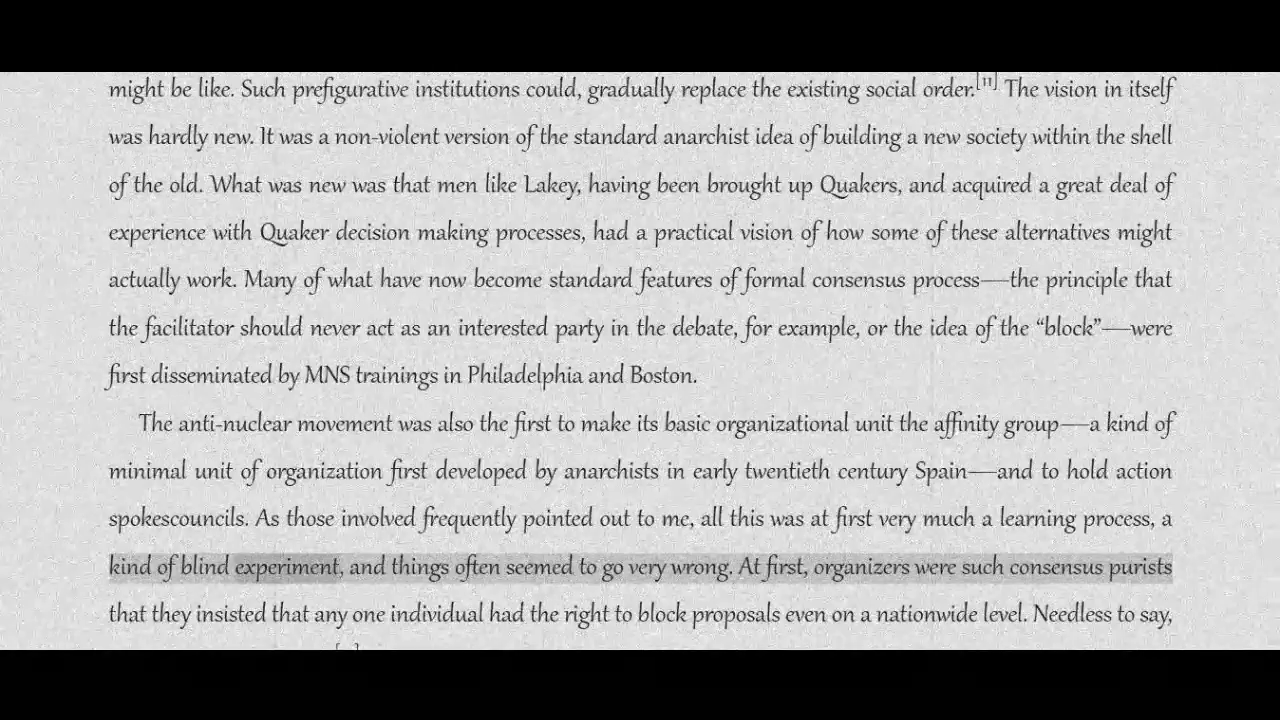 might be like. Such prefigurative institutions could, gradually replace the existing social order.[11] The vision in itself
was hardly new. It was a non-violent version of the standard anarchist idea of building a new society within the shell
of the old. What was new was that men like Lakey, having been brought up Quakers, and acquired a great deal of
experience with Quaker decision making processes, had a practical vision of how some of these alternatives might
actually work. Many of what have now become standard features of formal consensus process—the principle that
the facilitator should never act as an interested party in the debate, for example, or the idea of the “block”—were
first disseminated by MNS trainings in Philadelphia and Boston.
The anti-nuclear movement was also the first to make its basic organizational unit the affinity group—a kind of
minimal unit of organization first developed by anarchists in early twentieth century Spain—and to hold action
spokescouncils. As those involved frequently pointed out to me, all this was at first very much a learning process, a
kind of blind experiment, and things often seemed to go very wrong. At first, organizers were such consensus purists
that they insisted that any one individual had the right to block proposals even on a nationwide level. Needless to say,